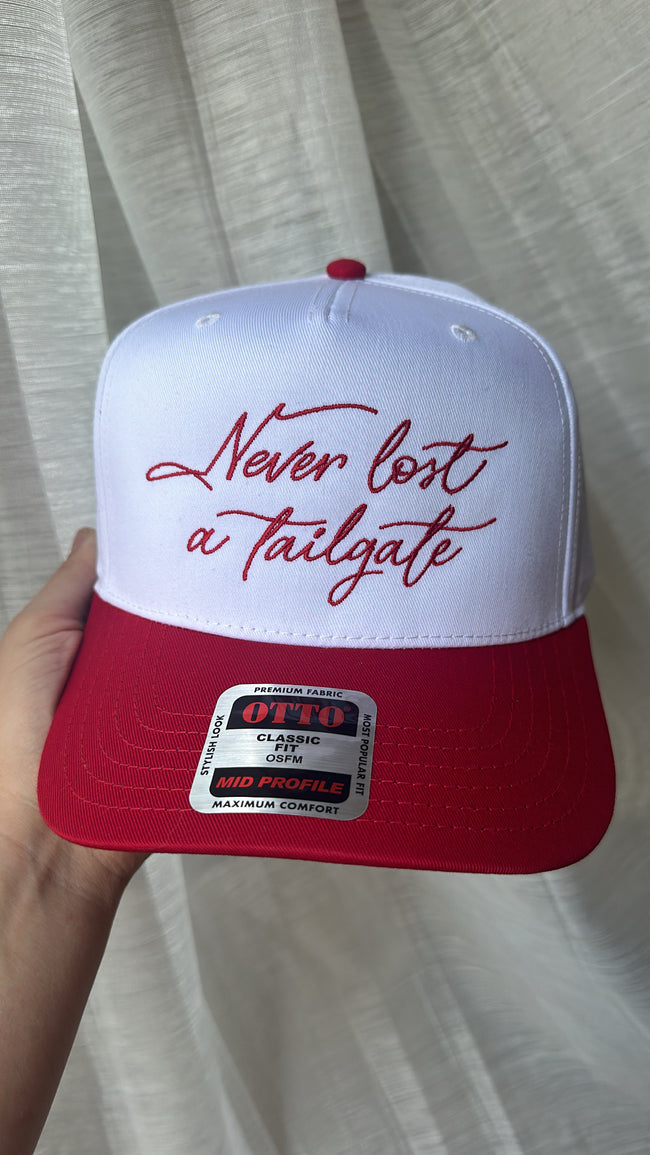 Never lost
a tailgate
PREMIUM FABRIC
STYLISH LOOK
OTTO
CLASSIC
FIT
OSFM
MID PROFILE
MOST POPULAR FIT
MAXIMUM COMFORT